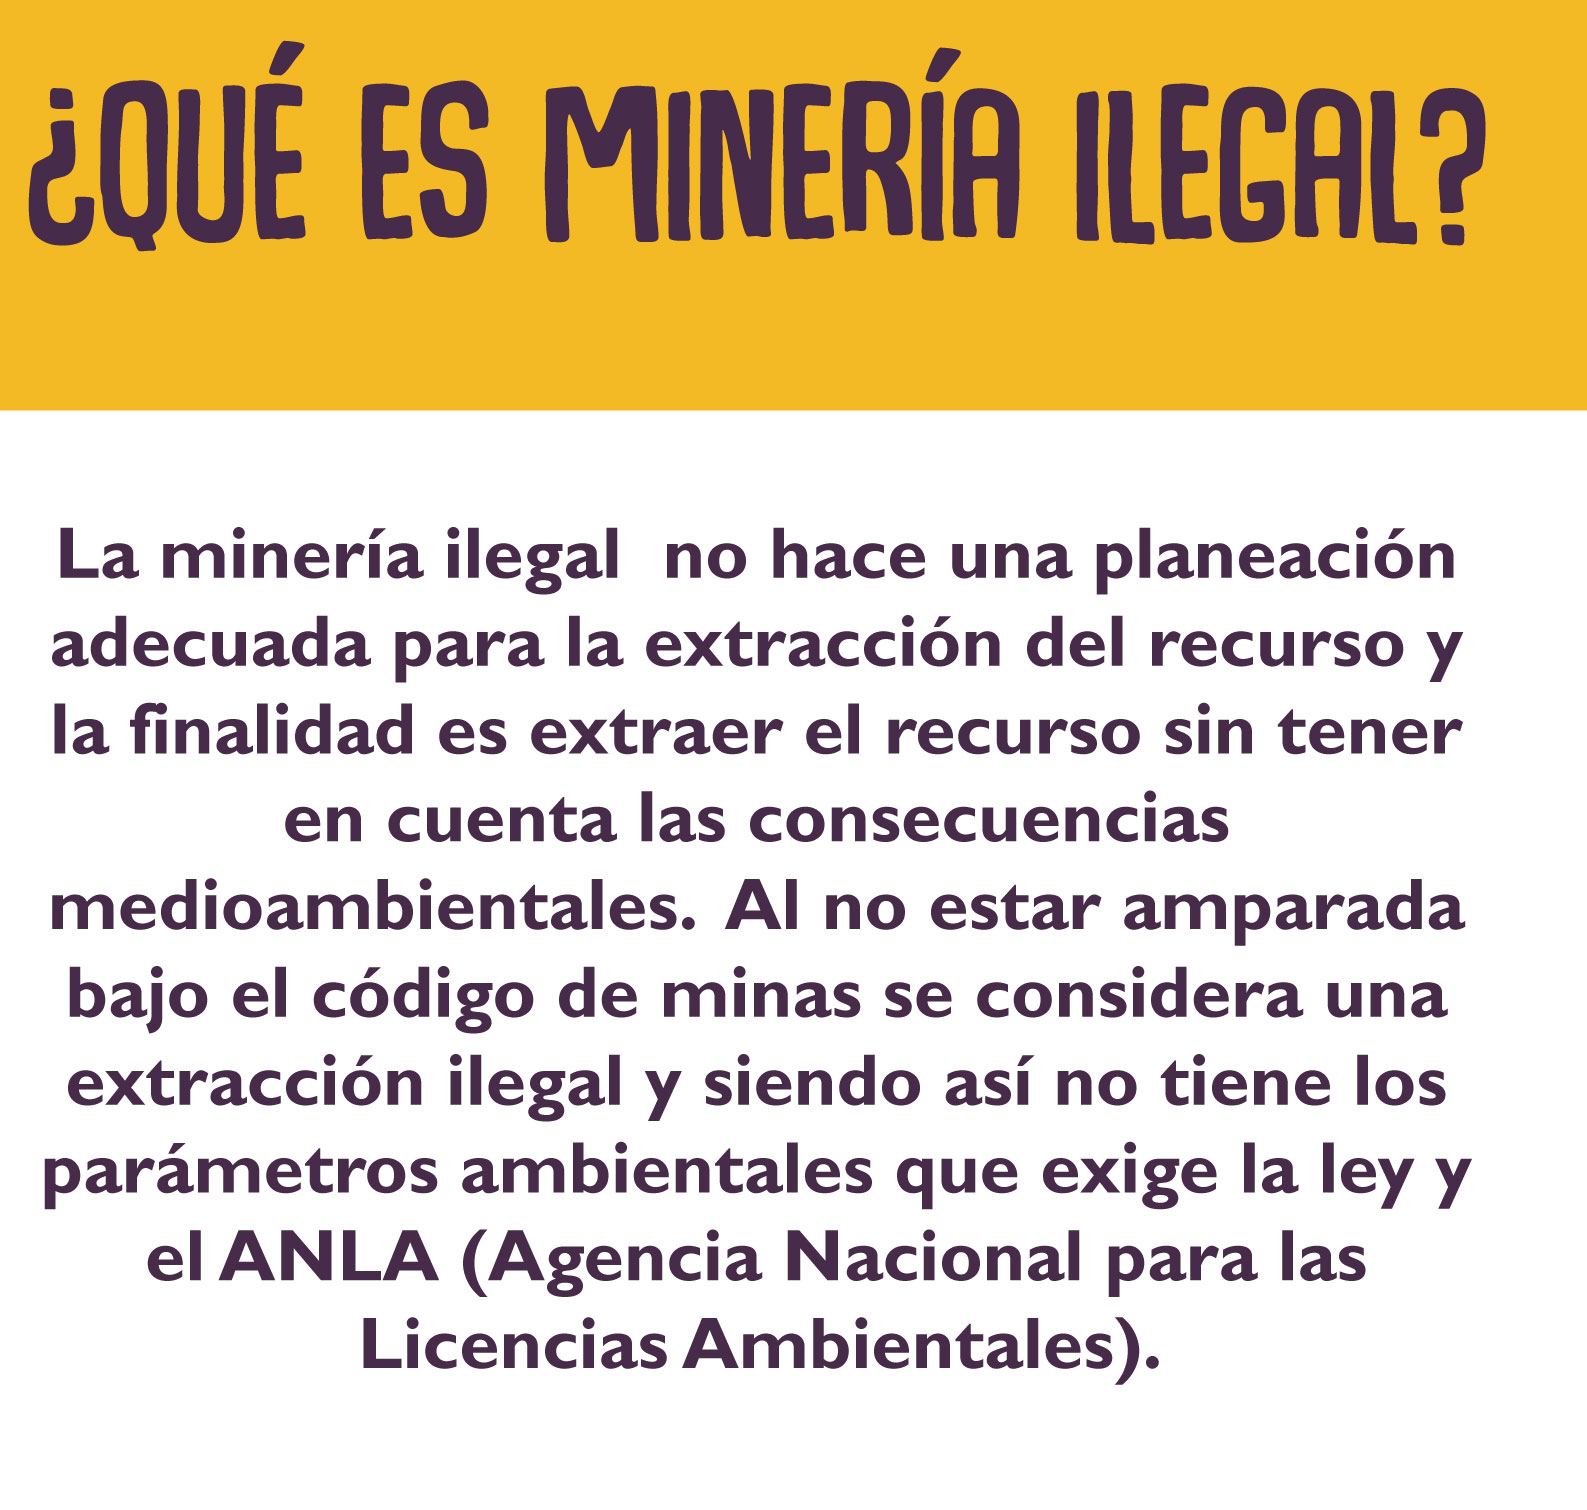 ¿QUÉ ES MINERÍA ILEGAL?
La minería ilegal  no hace una planeación
adecuada para la extracción del recurso y
la finalidad es extraer el recurso sin tener
en cuenta las consecuencias
medioambientales.  Al no estar amparada
bajo el código de minas se considera una
extracción ilegal y siendo así no tiene los
parámetros ambientales que exige la ley y
el ANLA (Agencia Nacional para las
Licencias Ambientales).